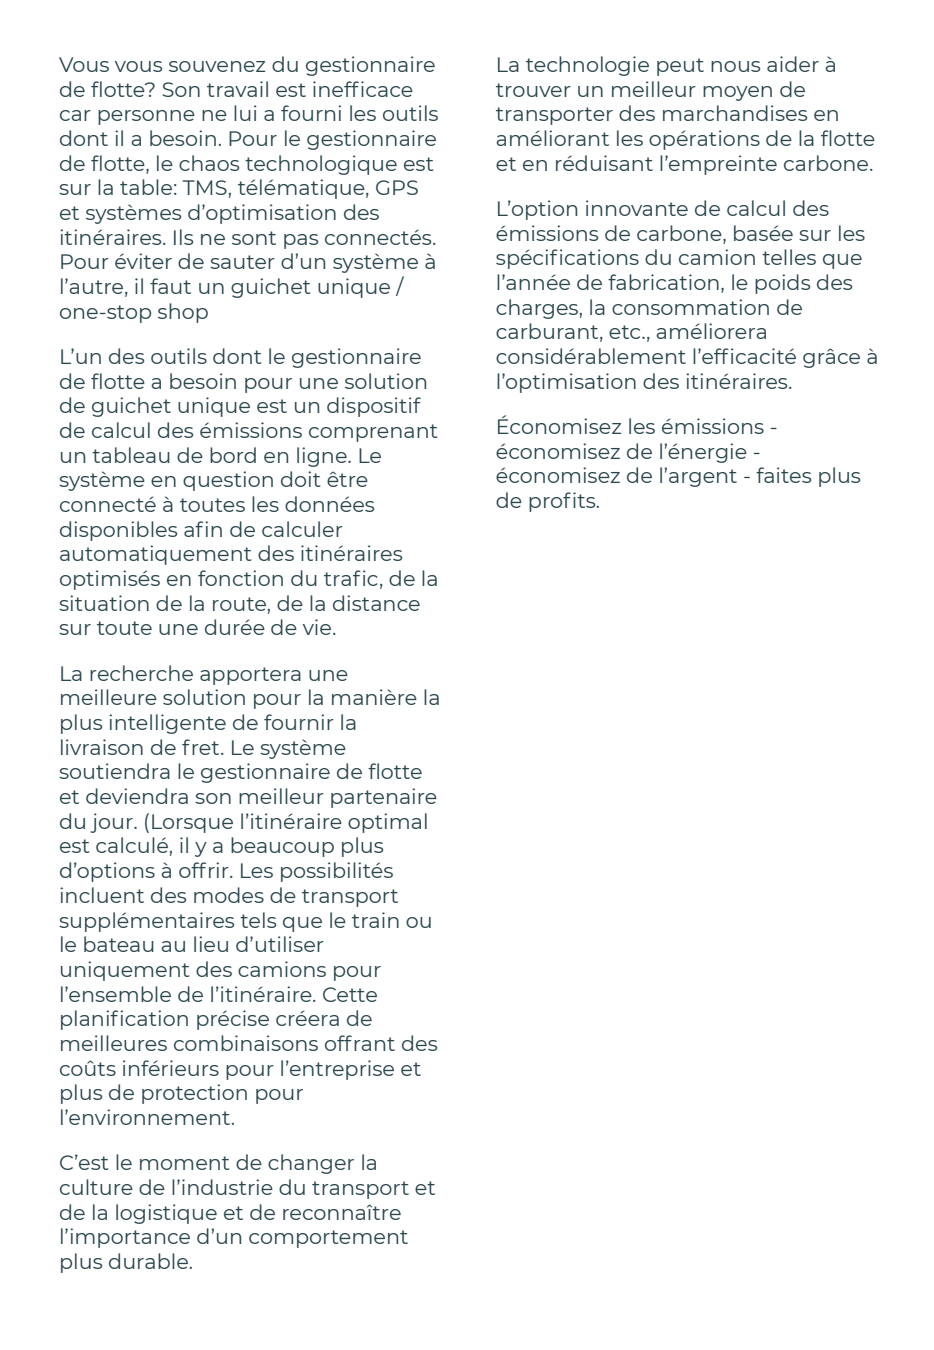 Vous vous souvenez du gestionnaire
de flotte? Son travail est inefficace
car personne ne lui a fourni les outils
dont il a besoin. Pour le gestionnaire
de flotte, le chaos technologique est
sur la table: TMS, télématique, GPS
et systèmes d’optimisation des
itinéraires. Ils ne sont pas connectés.
Pour éviter de sauter d’un système à
l’autre, il faut un guichet unique /
one-stop shop
L’un des outils dont le gestionnaire
de flotte a besoin pour une solution
de guichet unique est un dispositif
de calcul des émissions comprenant
un tableau de bord en ligne. Le
système en question doit être
connecté à toutes les données
disponibles afin de calculer
automatiquement des itinéraires
optimisés en fonction du trafic, de la
situation de la route, de la distance
sur toute une durée de vie.
La recherche apportera une
meilleure solution pour la manière la
plus intelligente de fournir la
livraison de fret. Le système
soutiendra le gestionnaire de flotte
et deviendra son meilleur partenaire
du jour. (Lorsque l’itinéraire optimal
est calculé, il y a beaucoup plus
d’options à offrir. Les possibilités
incluent des modes de transport
supplémentaires tels que le train ou
le bateau au lieu d’utiliser
uniquement des camions pour
l’ensemble de l’itinéraire. Cette
planification précise créera de
meilleures combinaisons offrant des
coûts inférieurs pour l’entreprise et
plus de protection pour
l’environnement.
C’est le moment de changer la
culture de l’industrie du transport et
de la logistique et de reconnaître
l’importance d’un comportement
plus durable.
La technologie peut nous aider à
trouver un meilleur moyen de
transporter des marchandises en
améliorant les opérations de la flotte
et en réduisant l’empreinte carbone.
L’option innovante de calcul des
émissions de carbone, basée sur les
spécifications du camion telles que
l’année de fabrication, le poids des
charges, la consommation de
carburant, etc., améliorera
considérablement l’efficacité grâce à
l’optimisation des itinéraires.
Économisez les émissions -
économisez de l’énergie -
économisez de l’argent - faites plus
de profits.